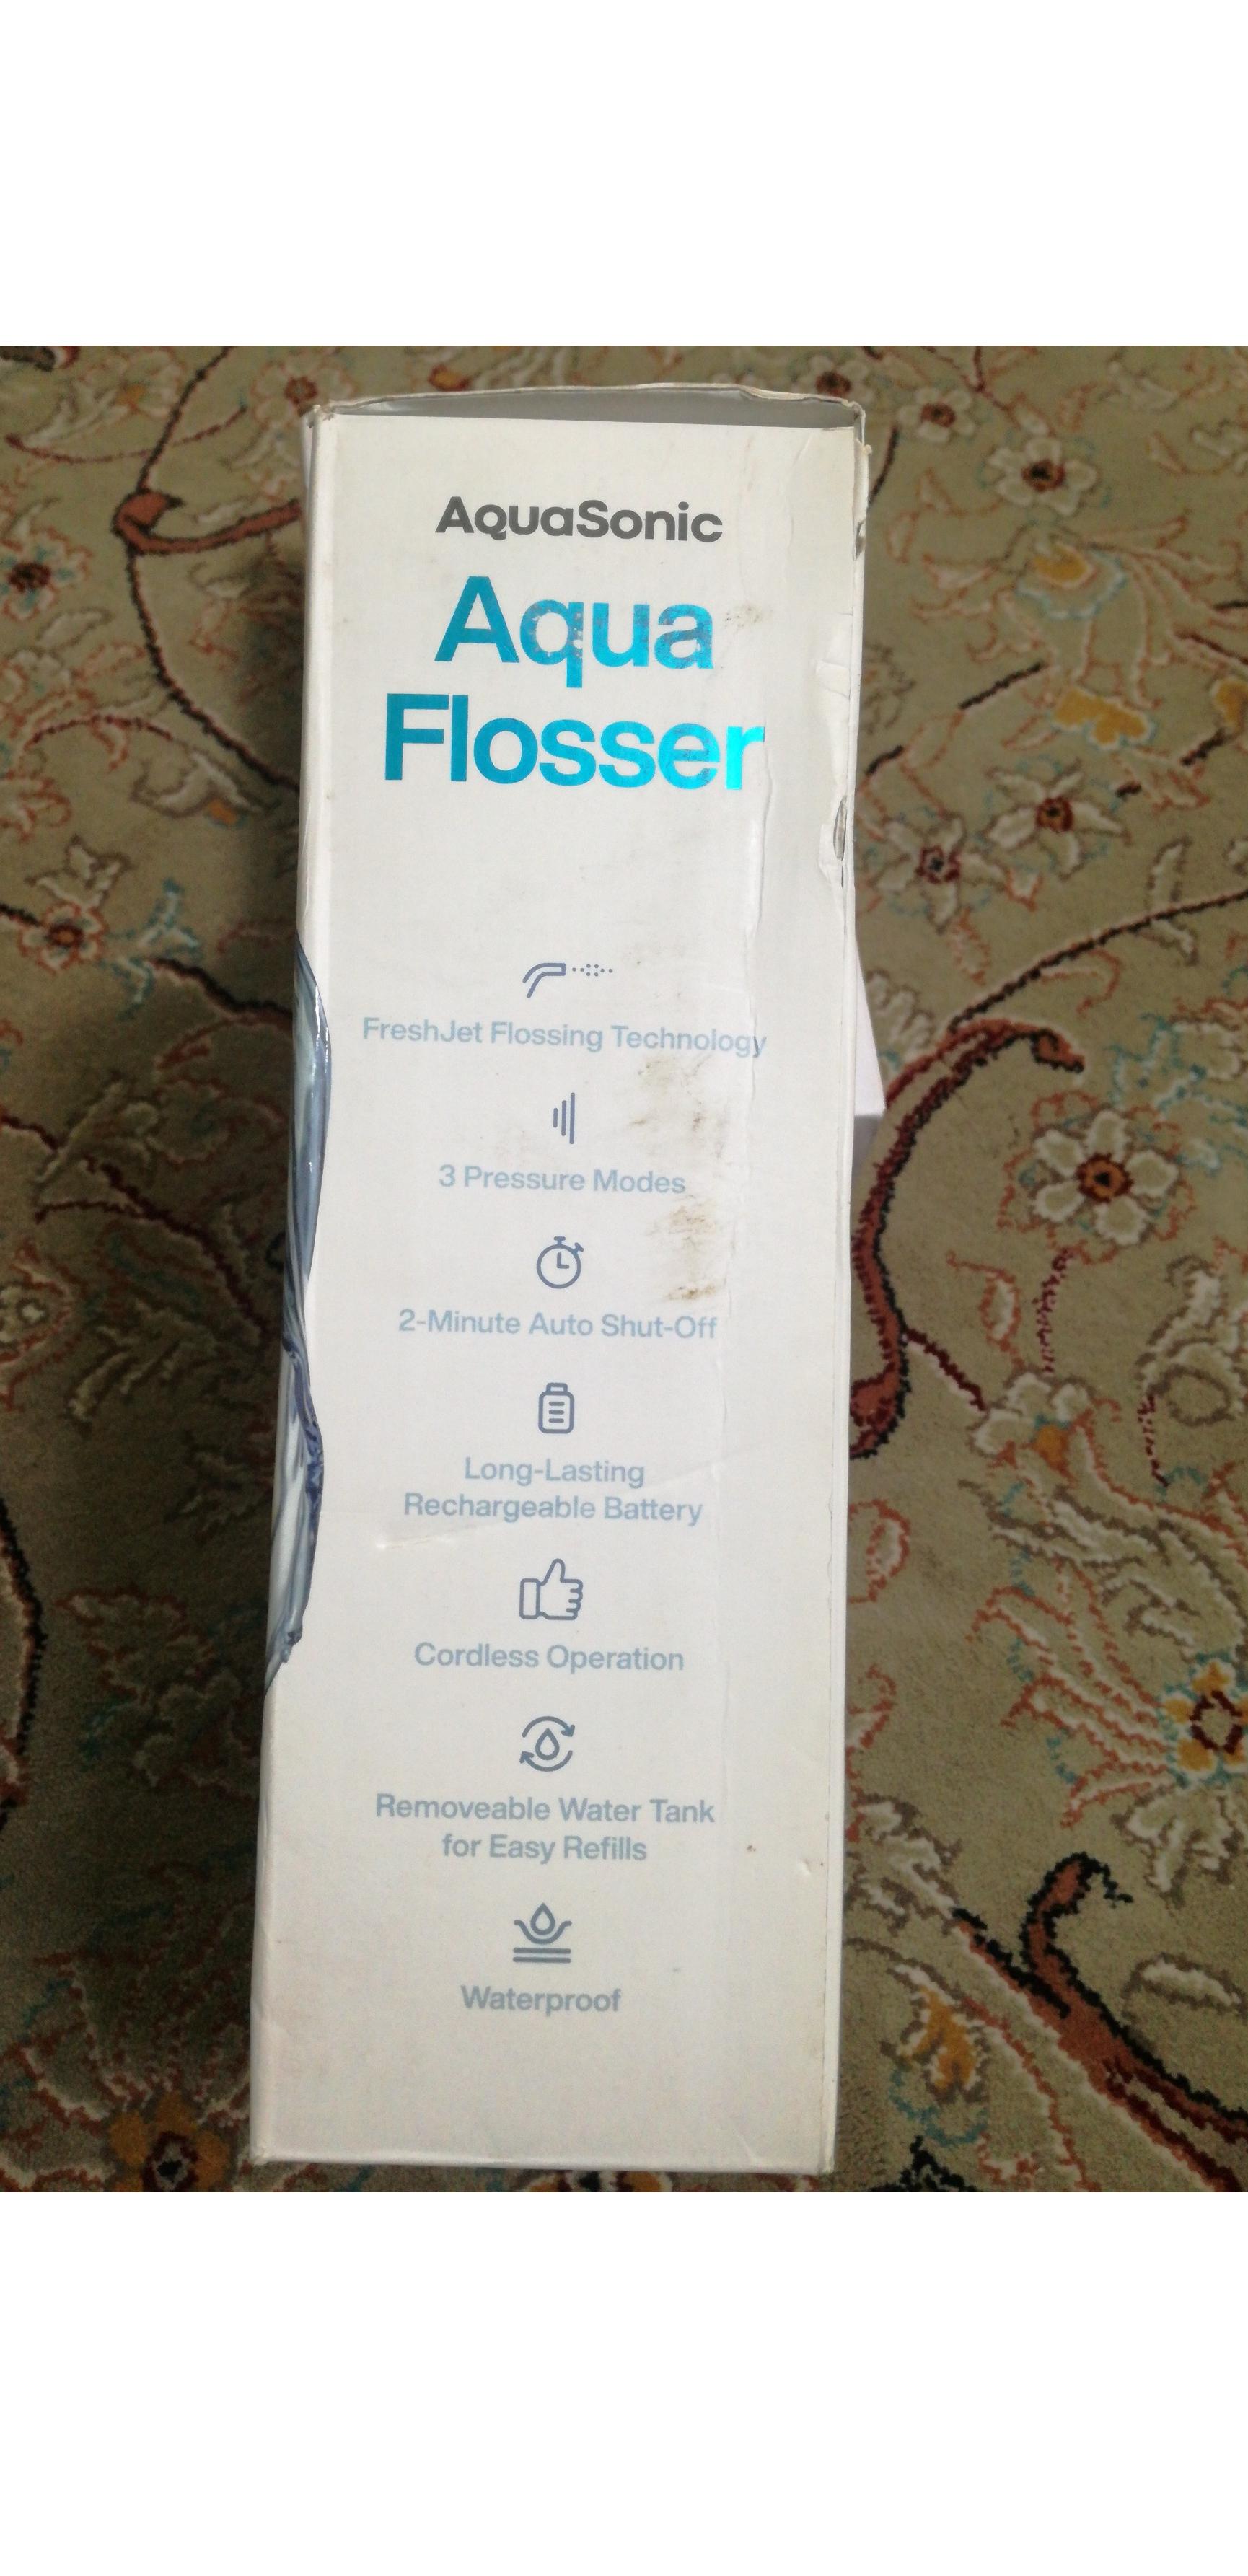 AquaSonic
Aqua
Flosser
FreshJet Flossing Technology
3 Pressure Modes
2-Minute Auto Shut-Off
Long-Lasting
Rechargeable Battery
Cordless Operation
Removeable Water Tank
for Easy Refills
Waterproof